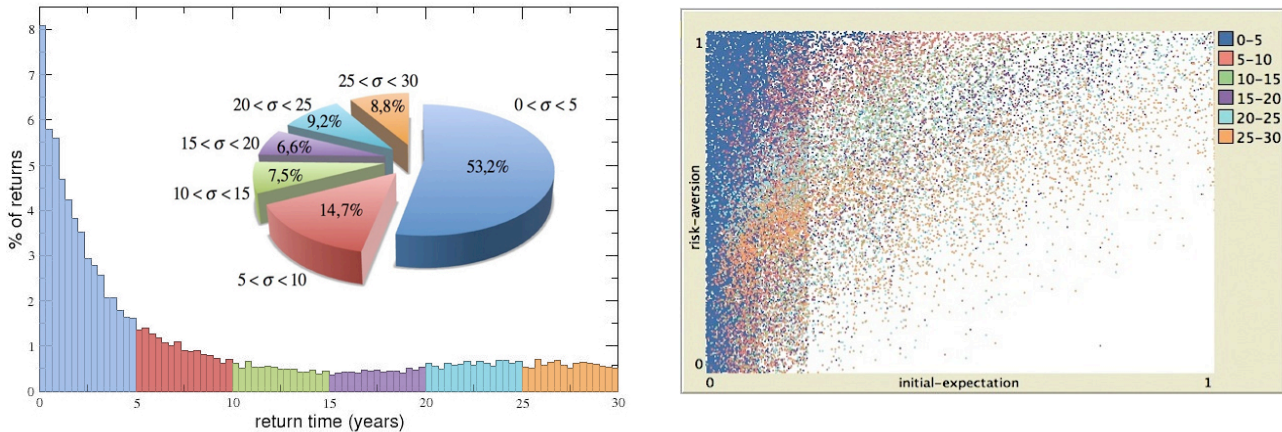 % of returns
8
7
6
5
4
3
2
1
0
0 5 10 15 20 25 30
return time (years)
25 < σ < 30
8,8%
20 < σ < 25
9,2%
15 < σ < 20
6,6%
10 < σ < 15
7,5%
5 < σ < 10
14,7%
0 < σ < 5
53,2%
1
risk-aversion
0
0 initial-expectation 1
0-5
5-10
10-15
15-20
20-25
25-30